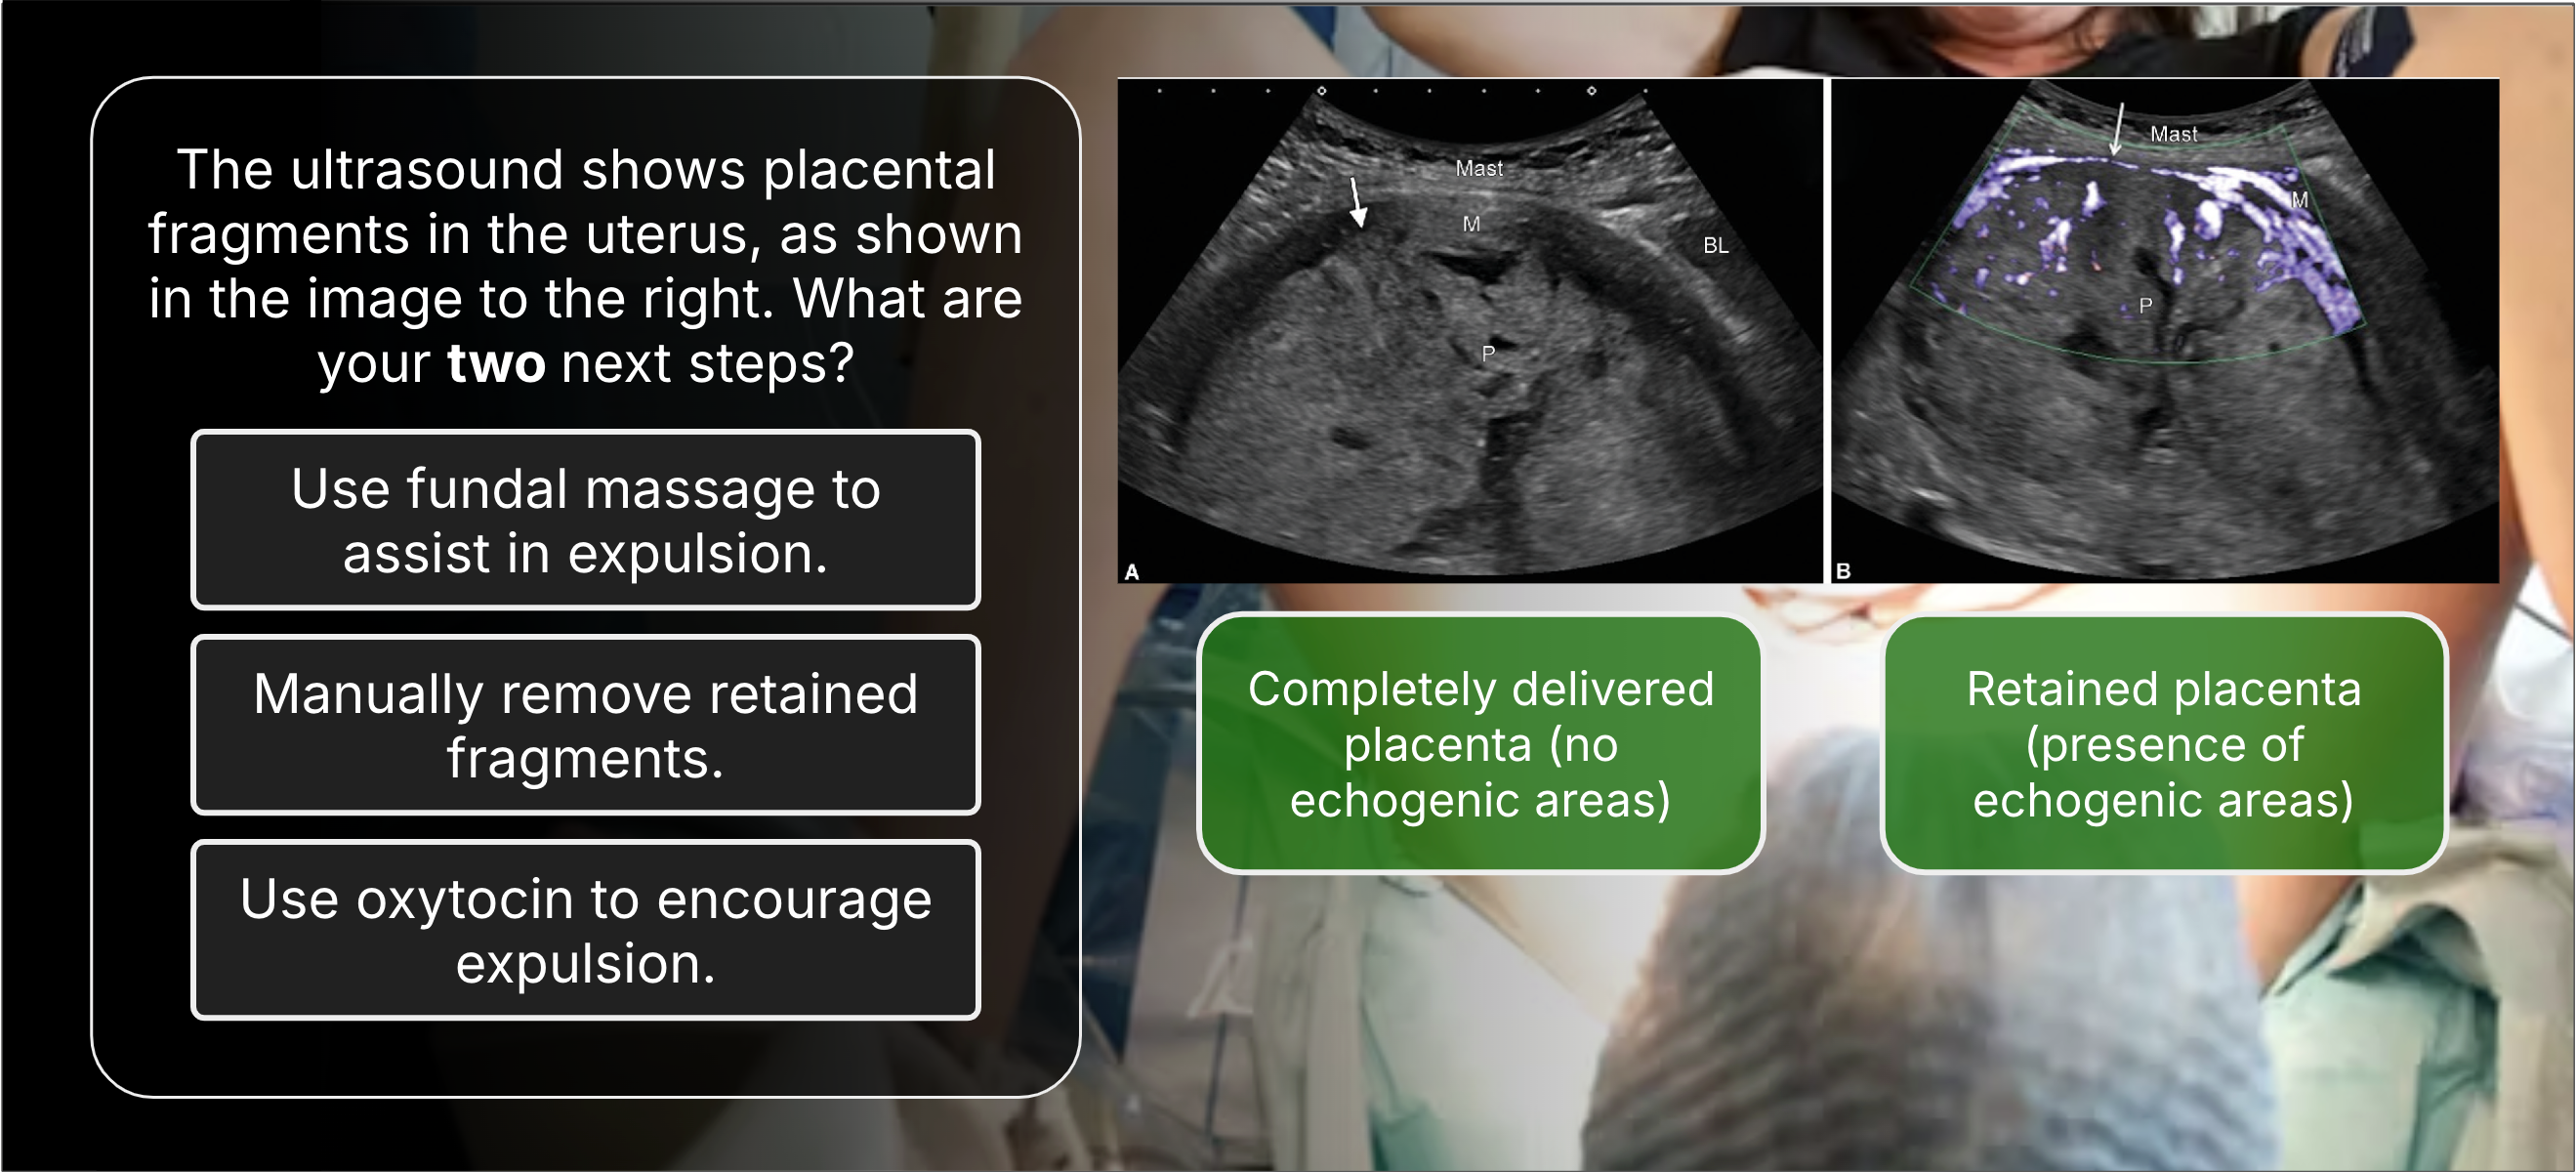 The ultrasound shows placental
fragments in the uterus, as shown
in the image to the right. What are
your two next steps?
Use fundal massage to
assist in expulsion.
Manually remove retained
fragments.
Use oxytocin to encourage
expulsion.
Mast
M
BL
P
A
Mast
M
P
B
Completely delivered
placenta (no
echogenic areas)
Retained placenta
(presence of
echogenic areas)